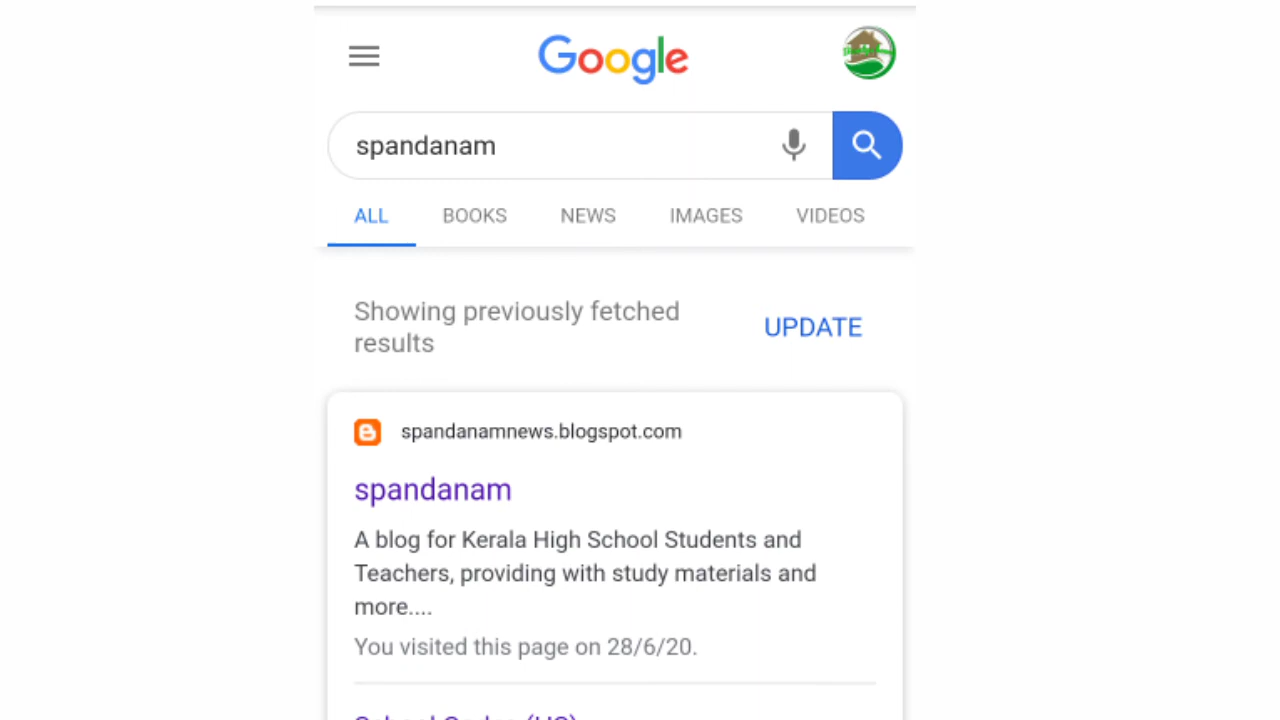 Google
spandanam
ALL BOOKS NEWS IMAGES VIDEOS
Showing previously fetched
results
UPDATE
spandanamnews.blogspot.com
spandanam
A blog for Kerala High School Students and
Teachers, providing with study materials and
more....
You visited this page on 28/6/20.